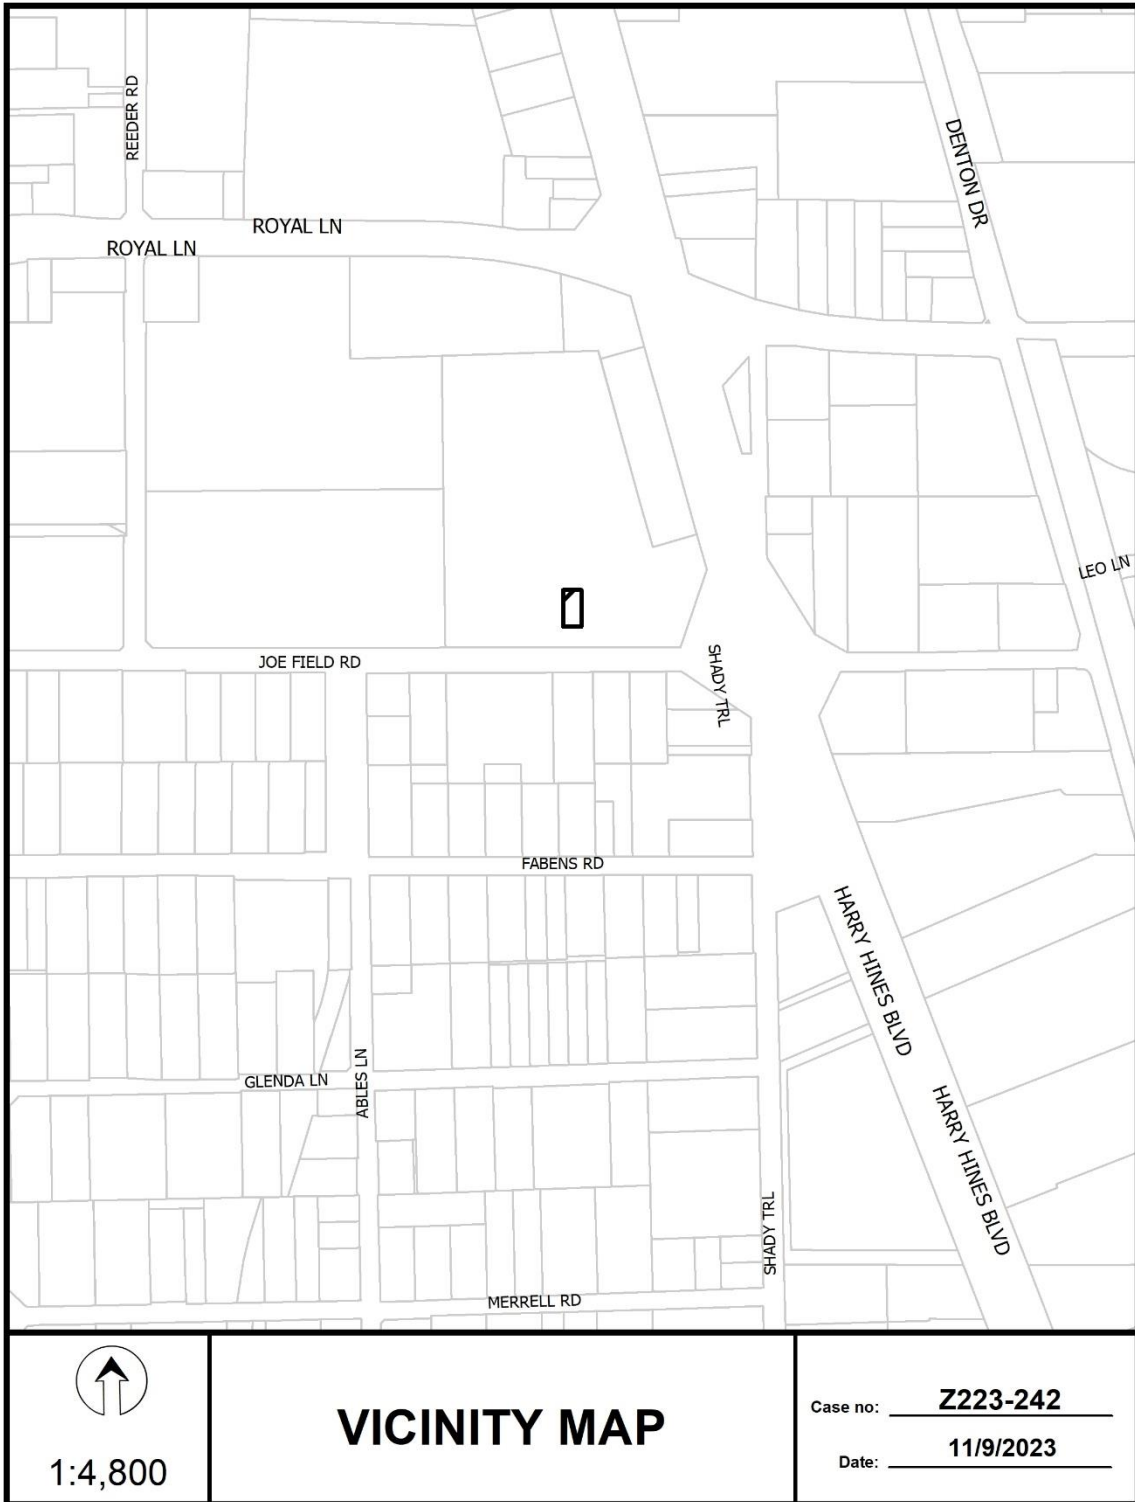 REEDER RD
DENTON DR
ROYAL LN
ROYAL LN
LEO LN
JOE FIELD RD
SHADY TRL
FABENS RD
HARRY HINES BLVD
ABLES LN
GLENDA LN
HARRY HINES BLVD
SHADY TRL
MERRELL RD
1:4,800
VICINITY MAP
Case no: Z223-242
Date: 11/9/2023